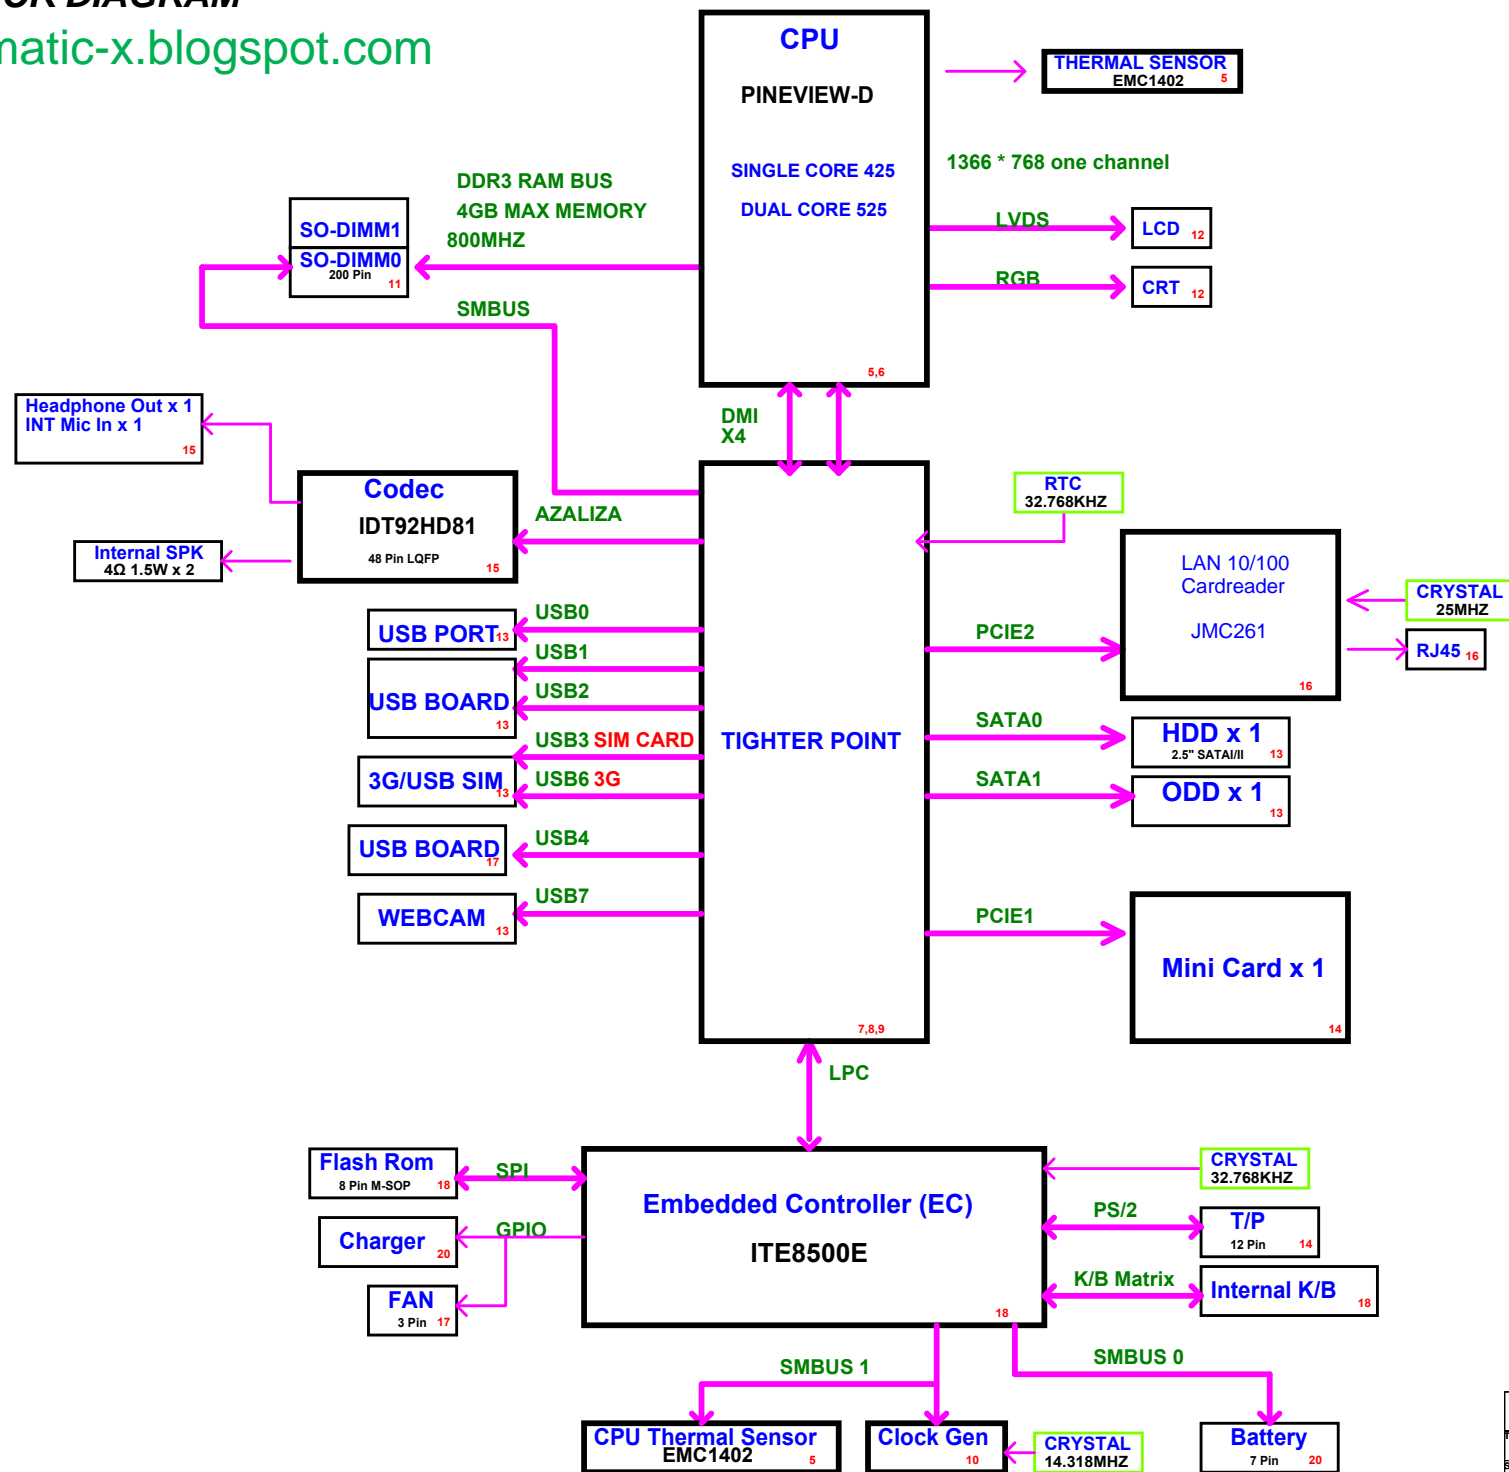 DIAGRAM
matic-x.blogspot.com
CPU
PINEVIEW-D
SINGLE CORE 425
DUAL CORE 525
5,6
THERMAL SENSOR
EMC1402
5
1366 * 768 one channel
LVDS
LCD
12
RGB
CRT
12
DDR3 RAM BUS
4GB MAX MEMORY
800MHZ
SO-DIMM1
SO-DIMM0
200 Pin
11
SMBUS
Headphone Out x 1
INT Mic In x 1
15
DMI
X4
Codec
IDT92HD81
48 Pin LQFP
15
AZALIZA
Internal SPK
4Ω 1.5W x 2
RTC
32.768KHZ
LAN 10/100
Cardreader
JMC261
16
CRYSTAL
25MHZ
RJ45
16
USB PORT
13
USB0
USB1
USB BOARD
13
USB2
PCIE2
USB3 SIM CARD
3G/USB SIM
13
USB6 3G
TIGHTER POINT
7,8,9
SATA0
HDD x 1
2.5" SATAI/II
13
SATA1
ODD x 1
13
USB BOARD
17
USB4
WEBCAM
13
USB7
PCIE1
Mini Card x 1
14
LPC
Flash Rom
8 Pin M-SOP
18
SPI
Embedded Controller (EC)
ITE8500E
18
CRYSTAL
32.768KHZ
Charger
20
GPIO
PS/2
T/P
12 Pin
14
FAN
3 Pin
17
K/B Matrix
Internal K/B
18
SMBUS 1
SMBUS 0
CPU Thermal Sensor
EMC1402
5
Clock Gen
10
CRYSTAL
14.318MHZ
Battery
7 Pin
20